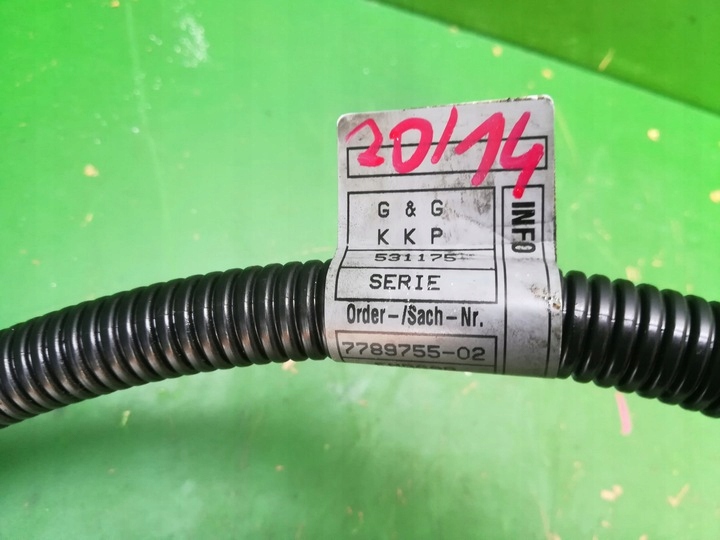 20/14
G & G
K K P
531175
SERIE
Order-/Sach-Nr.
7789755-02
INFO